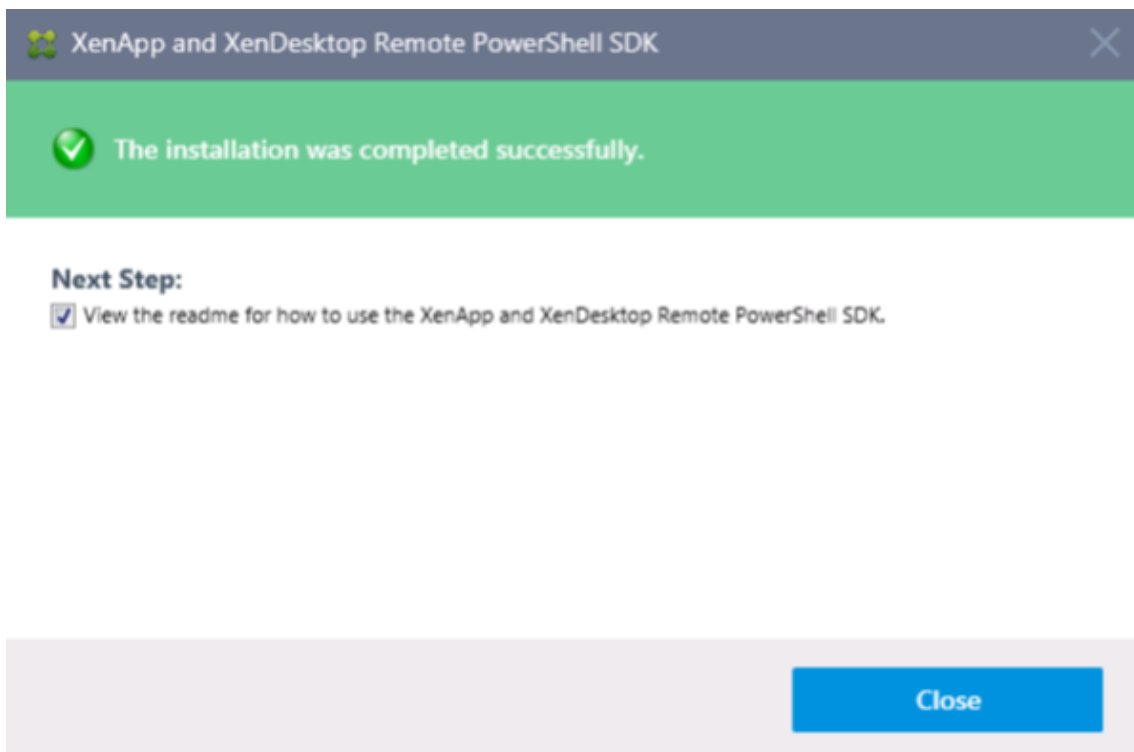 XenApp and XenDesktop Remote PowerShell SDK
The installation was completed successfully.
Next Step:
View the readme for how to use the XenApp and XenDesktop Remote PowerShell SDK.
Close